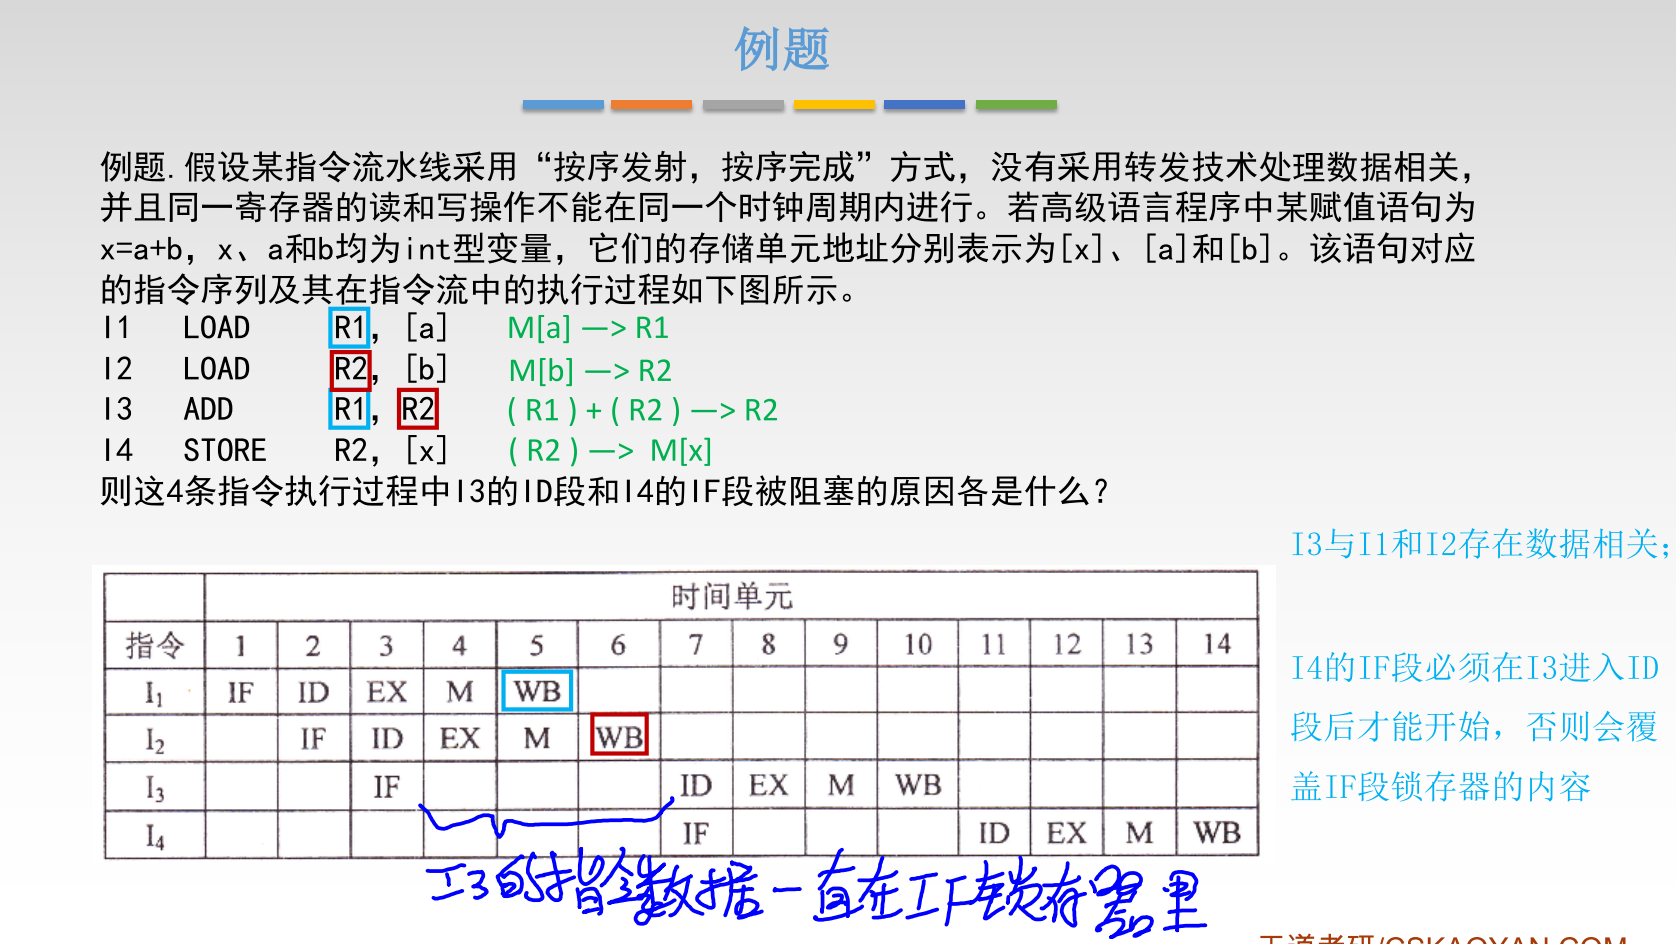 例题
例题.假设某指令流水线采用“按序发射，按序完成”方式，没有采用转发技术处理数据相关，
并且同一寄存器的读和写操作不能在同一个时钟周期内进行。若高级语言程序中某赋值语句为
x=a+b，x、a和b均为int型变量，它们的存储单元地址分别表示为[x]、[a]和[b]。该语句对应
的指令序列及其在指令流中的执行过程如下图所示。
I1 LOAD R1，[a] M[a] —> R1
I2 LOAD R2，[b] M[b] —> R2
I3 ADD R1，R2 ( R1 ) + ( R2 ) —> R2
I4 STORE R2，[x] ( R2 ) —> M[x]
则这4条指令执行过程中I3的ID段和I4的IF段被阻塞的原因各是什么？
I3与I1和I2存在数据相关；
I4的IF段必须在I3进入ID
段后才能开始，否则会覆
盖IF段锁存器的内容
时间单元
指令 1 2 3 4 5 6 7 8 9 10 11 12 13 14
I₁ IF ID EX M WB
I₂ IF ID EX M WB
I₃ IF ID EX M WB
I₄ IF ID EX M WB
I3的指令数据一直在IF锁存器里
王道考研/CSKAOYAN.COM